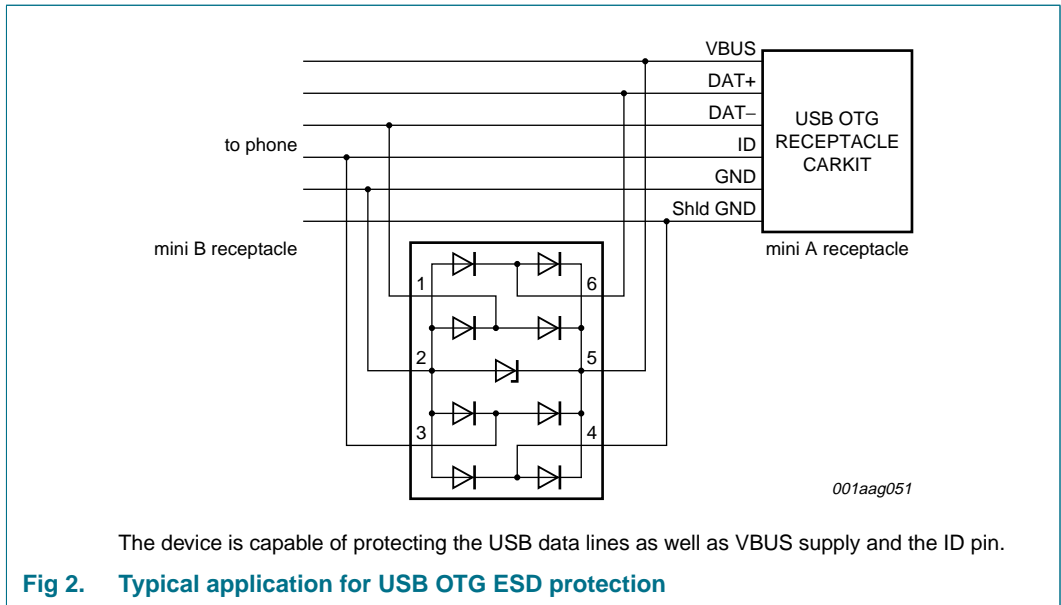 VBUS
DAT+
DAT−
to phone
ID
GND
Shld GND
USB OTG
RECEPTACLE
CARKIT
mini B receptacle
mini A receptacle
1
6
2
5
3
4
001aag051
The device is capable of protecting the USB data lines as well as VBUS supply and the ID pin.
Fig 2. Typical application for USB OTG ESD protection